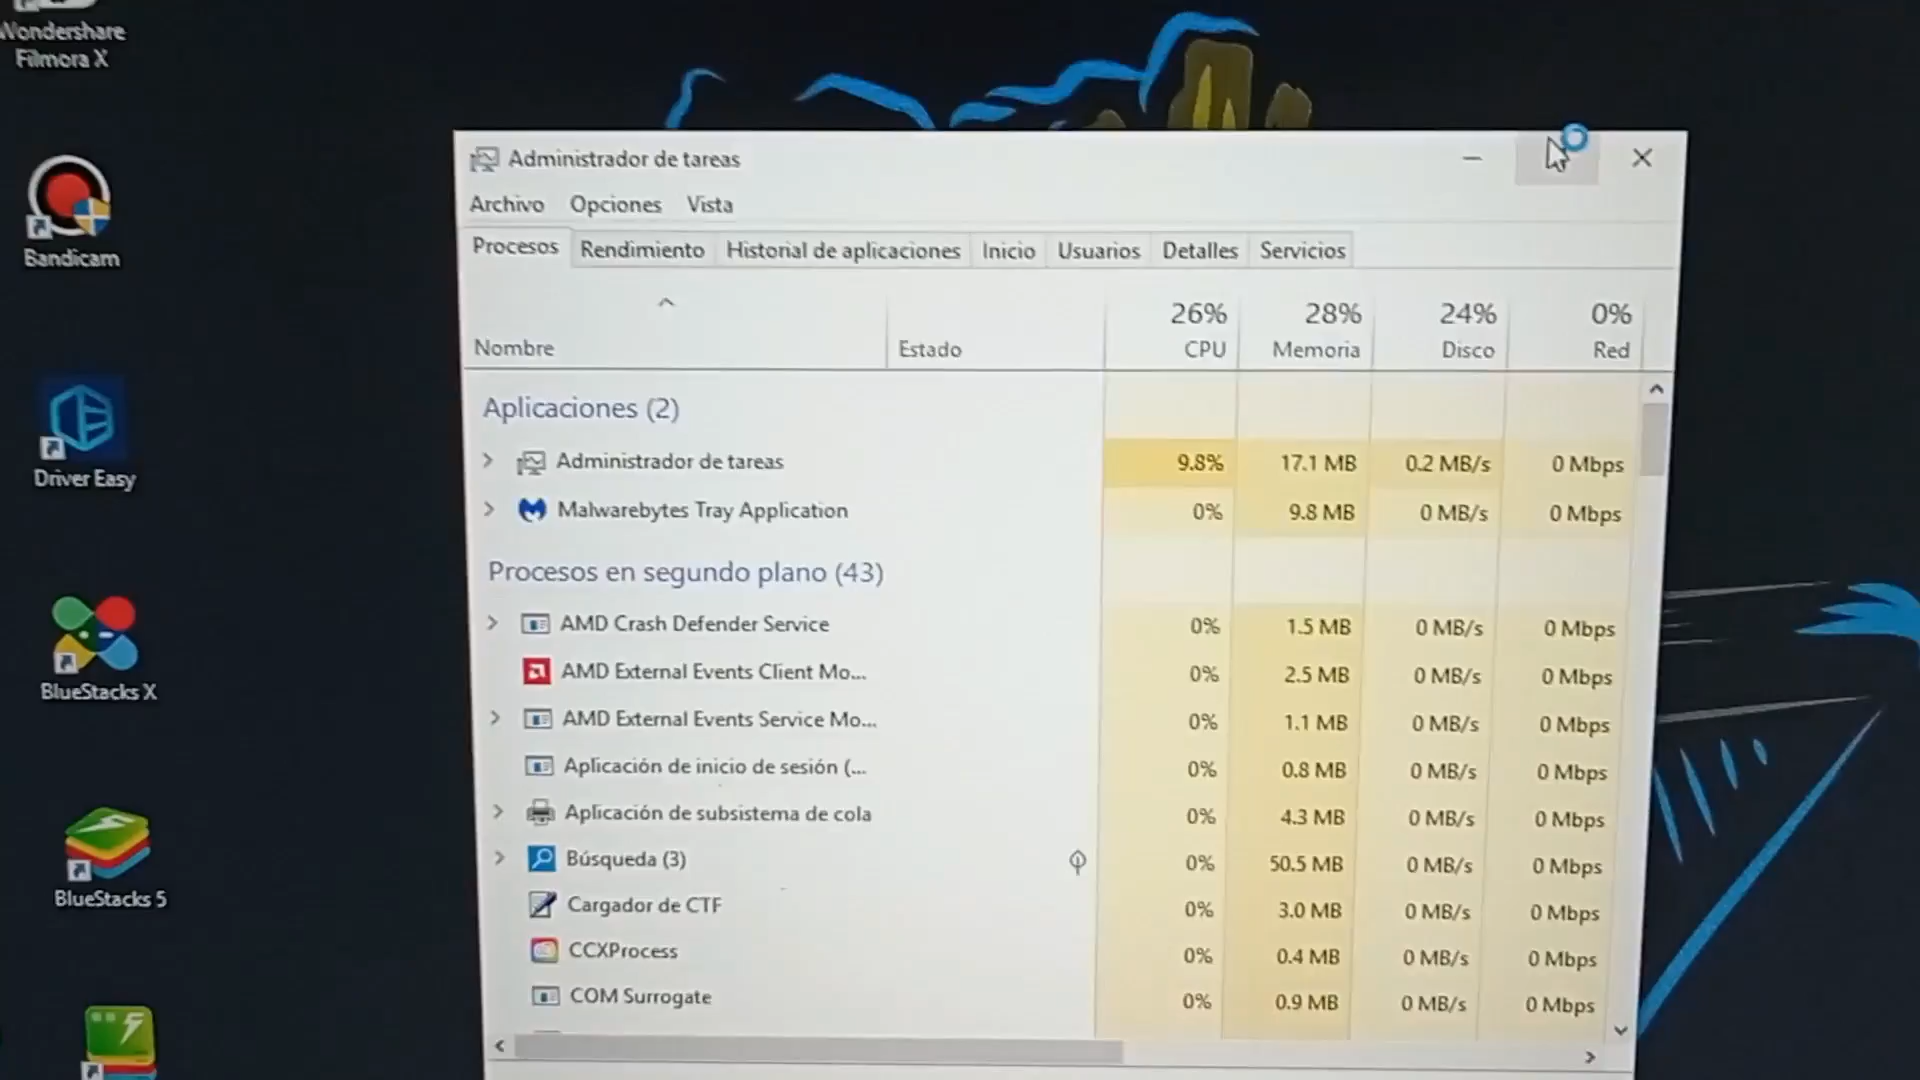 Wondershare
Filmora X
Bandicam
Driver Easy
BlueStacks X
BlueStacks 5
Administrador de tareas
Archivo Opciones Vista
Procesos Rendimiento Historial de aplicaciones Inicio Usuarios Detalles Servicios
26% 28% 24% 0%
Nombre Estado CPU Memoria Disco Red
Aplicaciones (2)
Administrador de tareas 9.8% 17.1 MB 0.2 MB/s 0 Mbps
Malwarebytes Tray Application 0% 9.8 MB 0 MB/s 0 Mbps
Procesos en segundo plano (43)
AMD Crash Defender Service 0% 1.5 MB 0 MB/s 0 Mbps
AMD External Events Client Mo... 0% 2.5 MB 0 MB/s 0 Mbps
AMD External Events Service Mo... 0% 1.1 MB 0 MB/s 0 Mbps
Aplicación de inicio de sesión (... 0% 0.8 MB 0 MB/s 0 Mbps
Aplicación de subsistema de cola 0% 4.3 MB 0 MB/s 0 Mbps
Búsqueda (3) 0% 50.5 MB 0 MB/s 0 Mbps
Cargador de CTF 0% 3.0 MB 0 MB/s 0 Mbps
CCXProcess 0% 0.4 MB 0 MB/s 0 Mbps
COM Surrogate 0% 0.9 MB 0 MB/s 0 Mbps